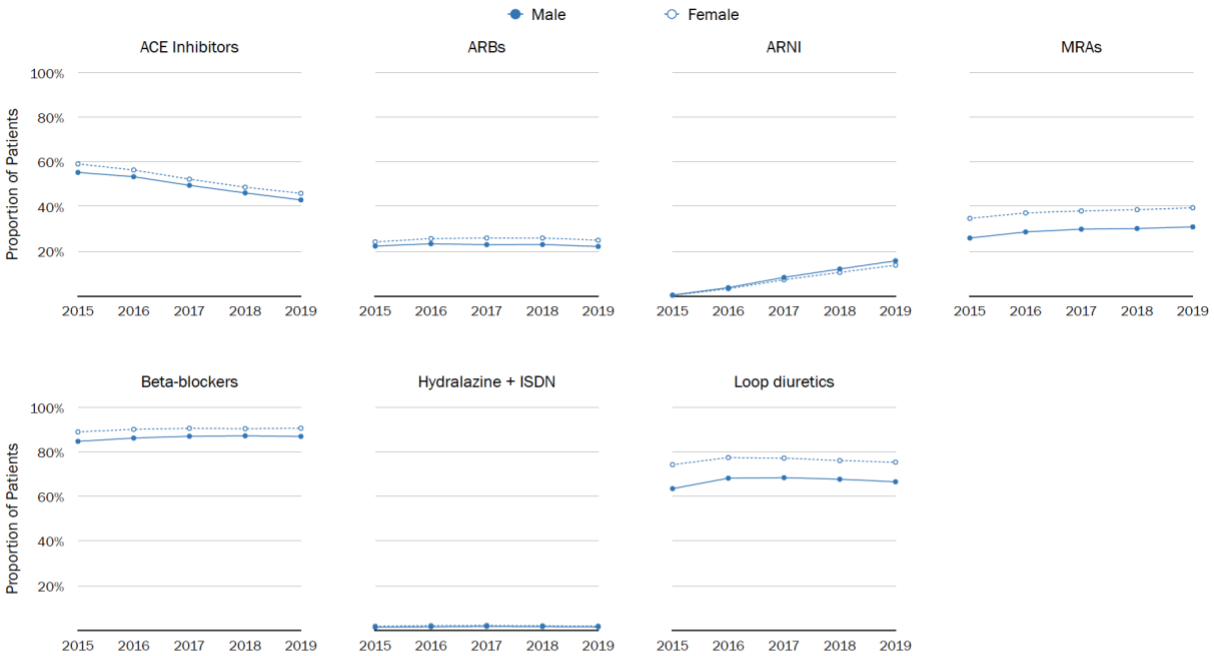 Male Female
ACE Inhibitors ARBs ARNI MRAs
Proportion of Patients
100%
80%
60%
40%
20%
2015 2016 2017 2018 2019 2015 2016 2017 2018 2019 2015 2016 2017 2018 2019 2015 2016 2017 2018 2019
Beta-blockers Hydralazine + ISDN Loop diuretics
Proportion of Patients
100%
80%
60%
40%
20%
2015 2016 2017 2018 2019 2015 2016 2017 2018 2019 2015 2016 2017 2018 2019